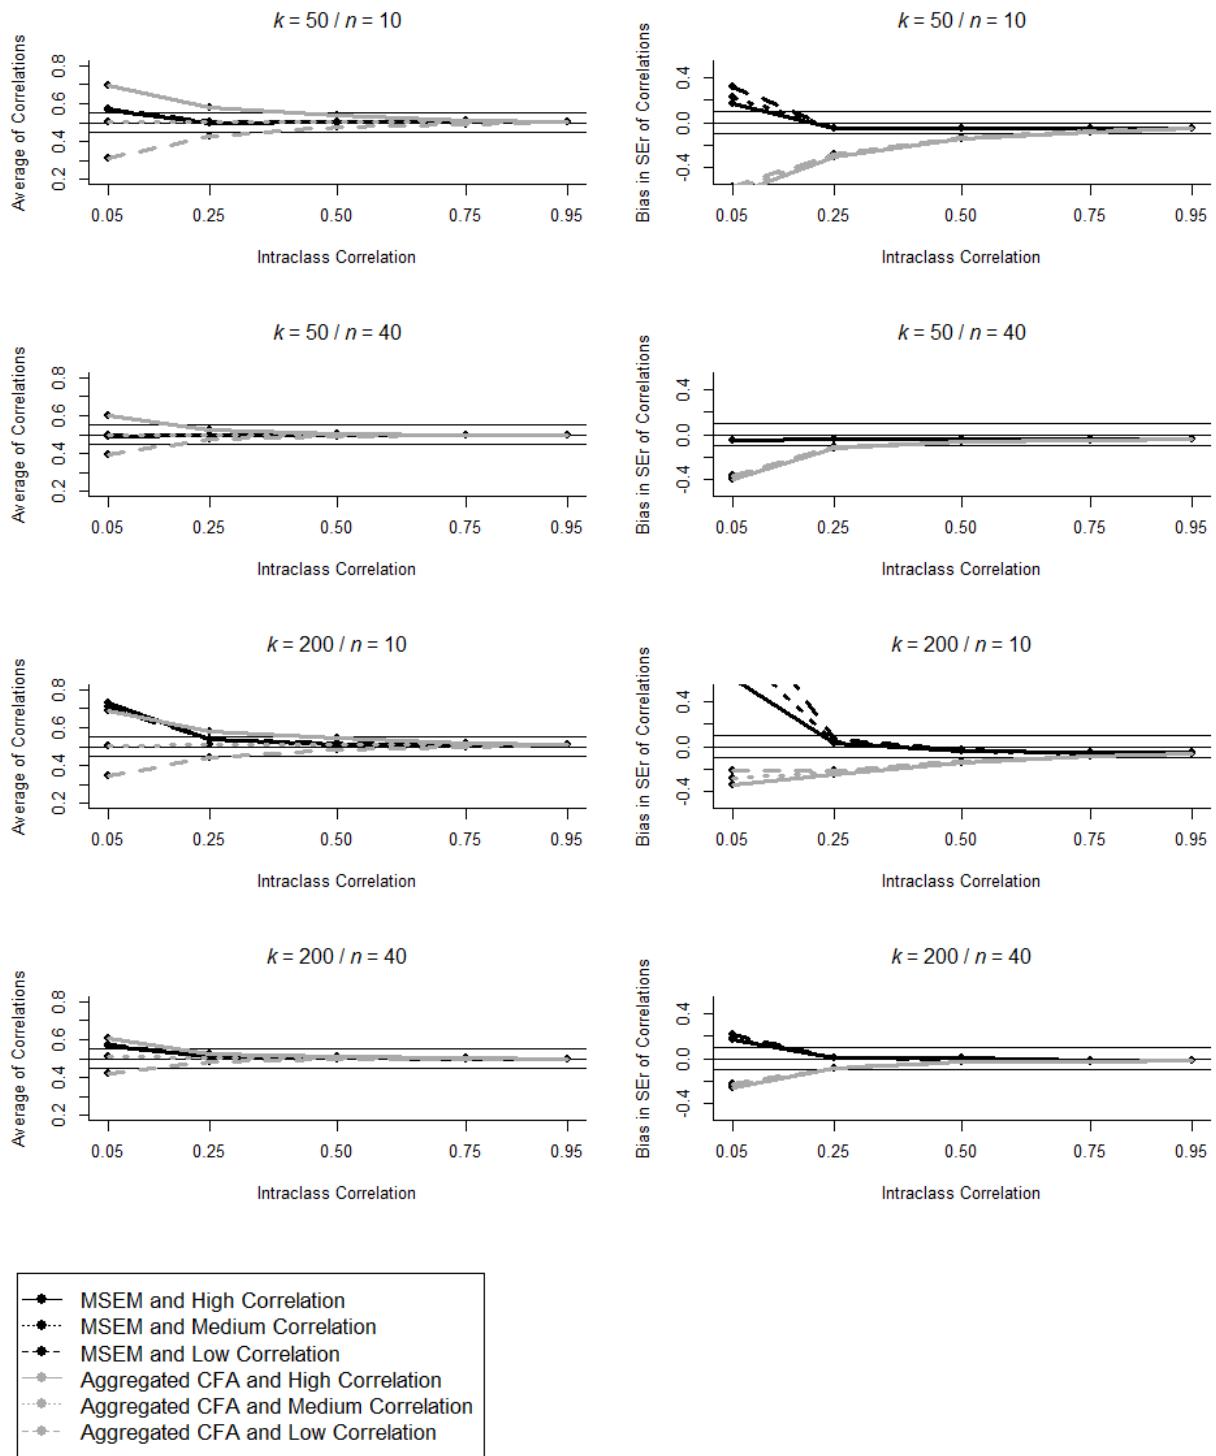 k = 50 / n = 10
Average of Correlations
0.2 0.4 0.6 0.8
0.05 0.25 0.50 0.75 0.95
Intraclass Correlation
k = 50 / n = 10
Bias in SEr of Correlations
-0.4 0.0 0.4
0.05 0.25 0.50 0.75 0.95
Intraclass Correlation
k = 50 / n = 40
Average of Correlations
0.2 0.4 0.6 0.8
0.05 0.25 0.50 0.75 0.95
Intraclass Correlation
k = 50 / n = 40
Bias in SEr of Correlations
-0.4 0.0 0.4
0.05 0.25 0.50 0.75 0.95
Intraclass Correlation
k = 200 / n = 10
Average of Correlations
0.2 0.4 0.6 0.8
0.05 0.25 0.50 0.75 0.95
Intraclass Correlation
k = 200 / n = 10
Bias in SEr of Correlations
-0.4 0.0 0.4
0.05 0.25 0.50 0.75 0.95
Intraclass Correlation
k = 200 / n = 40
Average of Correlations
0.2 0.4 0.6 0.8
0.05 0.25 0.50 0.75 0.95
Intraclass Correlation
k = 200 / n = 40
Bias in SEr of Correlations
-0.4 0.0 0.4
0.05 0.25 0.50 0.75 0.95
Intraclass Correlation
MSEM and High Correlation
MSEM and Medium Correlation
MSEM and Low Correlation
Aggregated CFA and High Correlation
Aggregated CFA and Medium Correlation
Aggregated CFA and Low Correlation